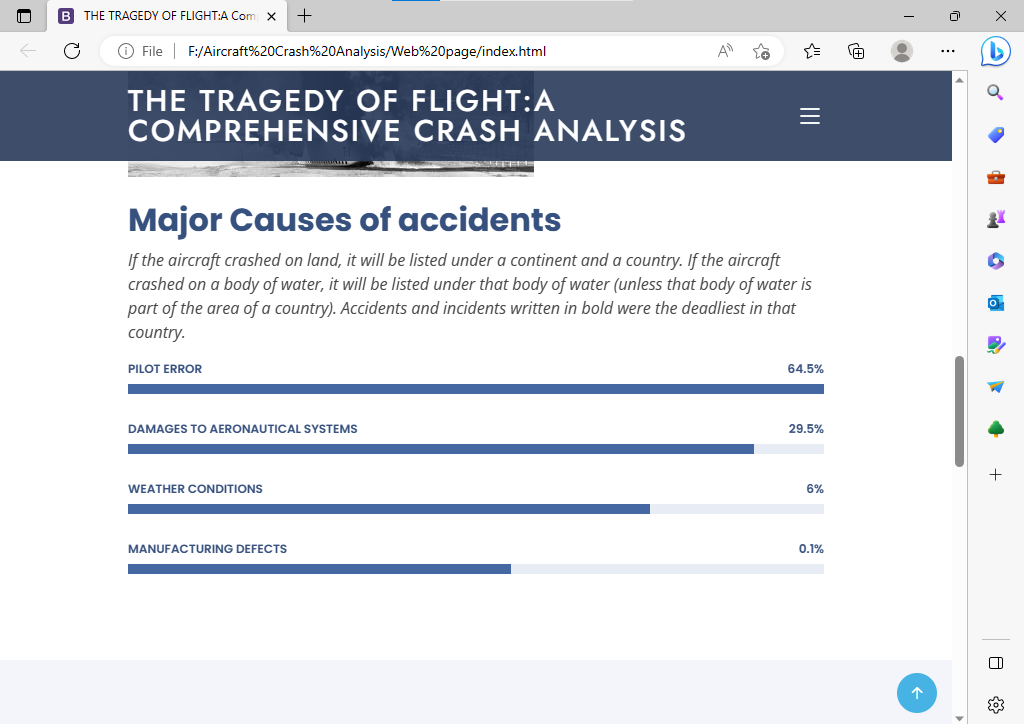 THE TRAGEDY OF FLIGHT:A Com
File
F:/Aircraft%20Crash%20Analysis/Web%20page/index.html
THE TRAGEDY OF FLIGHT:A
COMPREHENSIVE CRASH ANALYSIS
Major Causes of accidents
If the aircraft crashed on land, it will be listed under a continent and a country. If the aircraft
crashed on a body of water, it will be listed under that body of water (unless that body of water is
part of the area of a country). Accidents and incidents written in bold were the deadliest in that
country.
PILOT ERROR 64.5%
DAMAGES TO AERONAUTICAL SYSTEMS 29.5%
WEATHER CONDITIONS 6%
MANUFACTURING DEFECTS 0.1%